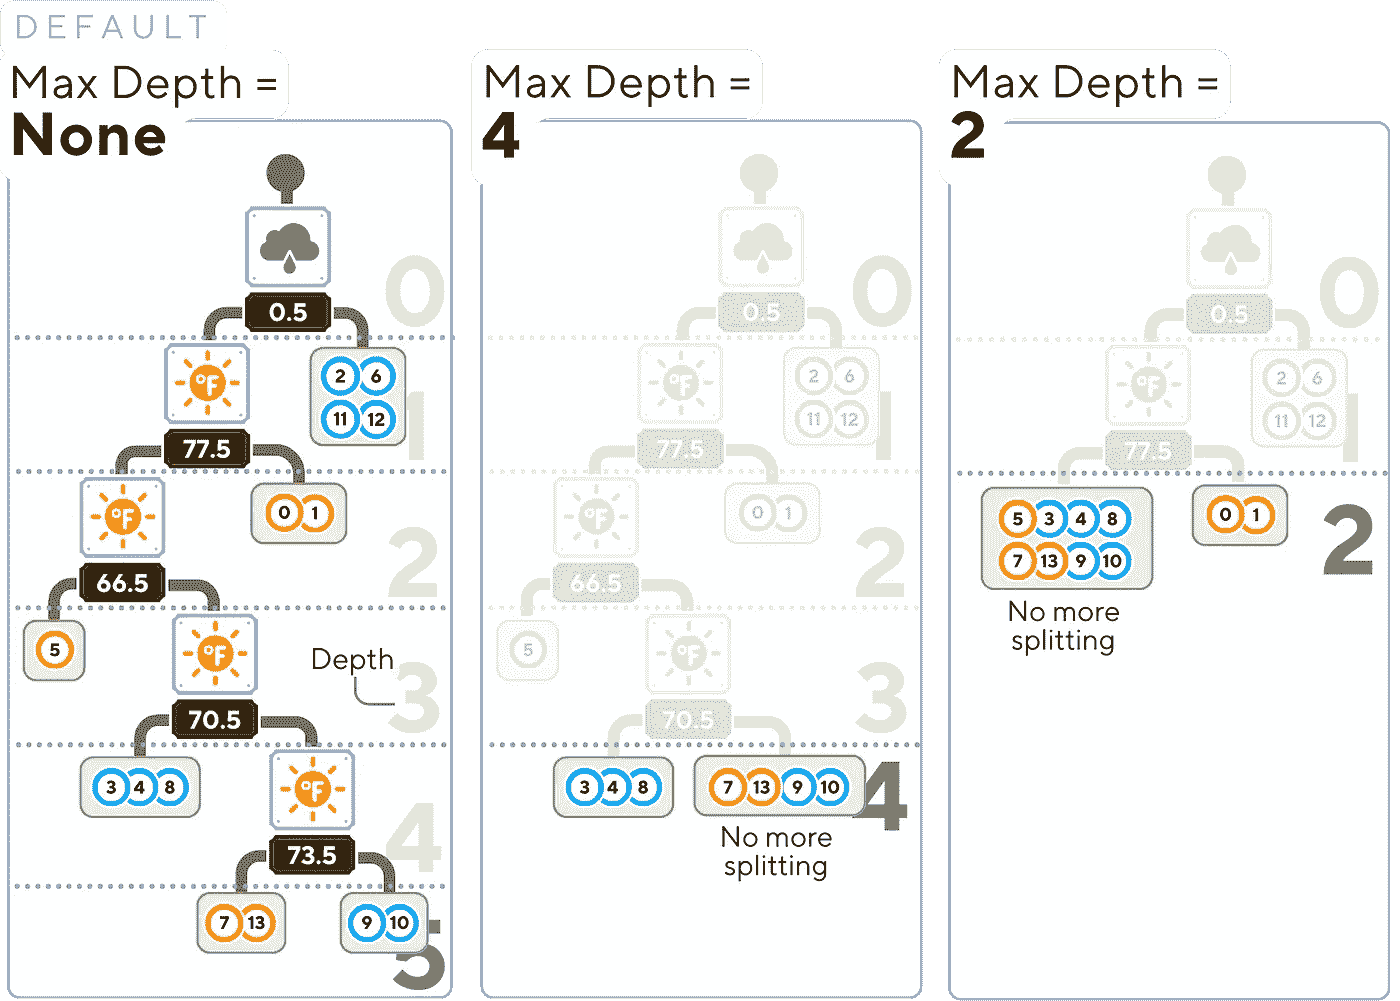 DEFAULT
Max Depth =
None
0
0.5
°F
2 6
11 12
1
77.5
°F
0 1
2
66.5
5
°F
Depth
3
70.5
3 4 8
°F
4
73.5
7 13
9 10
5
Max Depth =
4
0
0.5
°F
2 6
11 12
1
77.5
°F
0 1
2
66.5
5
°F
3
70.5
3 4 8
7 13 9 10
4
No more
splitting
Max Depth =
2
0
0.5
°F
2 6
11 12
1
77.5
5 3 4 8
7 13 9 10
0 1
2
No more
splitting